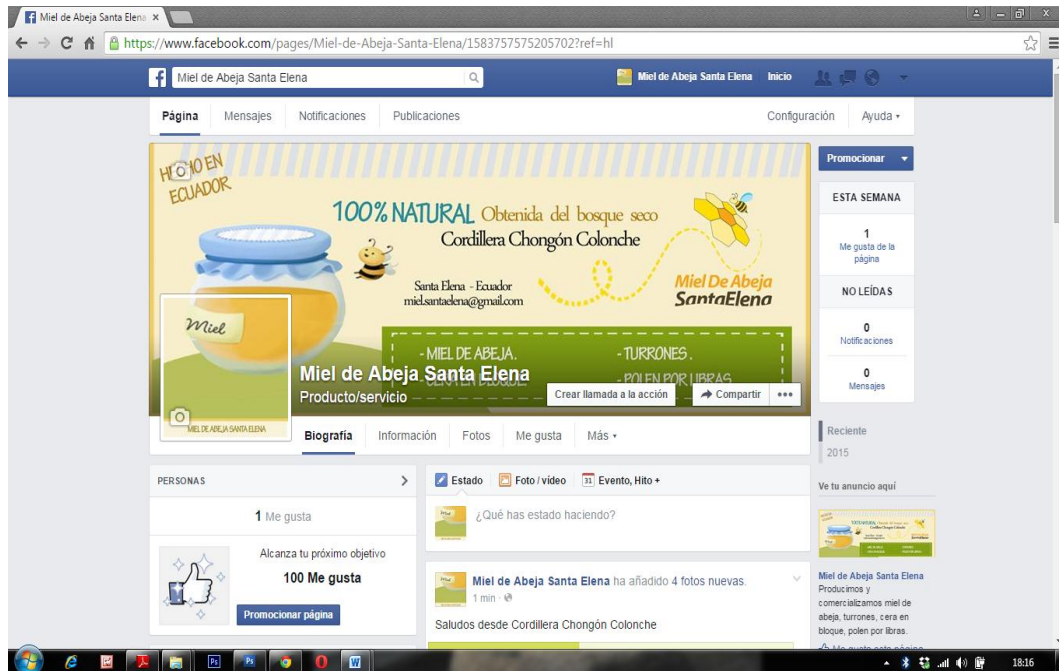 Miel de Abeja Santa Elena
https://www.facebook.com/pages/Miel-de-Abeja-Santa-Elena/1583757575205702?ref=hl
Miel de Abeja Santa Elena
Miel de Abeja Santa Elena Inicio
Página Mensajes Notificaciones Publicaciones Configuración Ayuda
HECHO EN
ECUADOR
100% NATURAL Obtenida del bosque seco
Cordillera Chongón Colonche
Santa Elena - Ecuador
miel.santaelena@gmail.com
Miel De Abeja
SantaElena
Miel
- MIEL DE ABEJA. - TURRONES.
- CERA EN BLOQUE. - POLEN POR LIBRAS
MIEL DE ABEJA SANTA ELENA
Miel de Abeja Santa Elena
Producto/servicio
Crear llamada a la acción Compartir
Biografía Información Fotos Me gusta Más
Promocionar
ESTA SEMANA
1
Me gusta de la
página
NO LEÍDAS
0
Notificaciones
0
Mensajes
Reciente
2015
PERSONAS
1 Me gusta
Alcanza tu próximo objetivo
100 Me gusta
Promocionar página
Estado Foto / vídeo 31 Evento, Hito +
¿Qué has estado haciendo?
Miel de Abeja Santa Elena ha añadido 4 fotos nuevas.
1 min
Saludos desde Cordillera Chongón Colonche
Ve tu anuncio aquí
Miel de Abeja Santa Elena
Producimos y
comercializamos miel de
abeja, turrones, cera en
bloque, polen por libras.
18:16